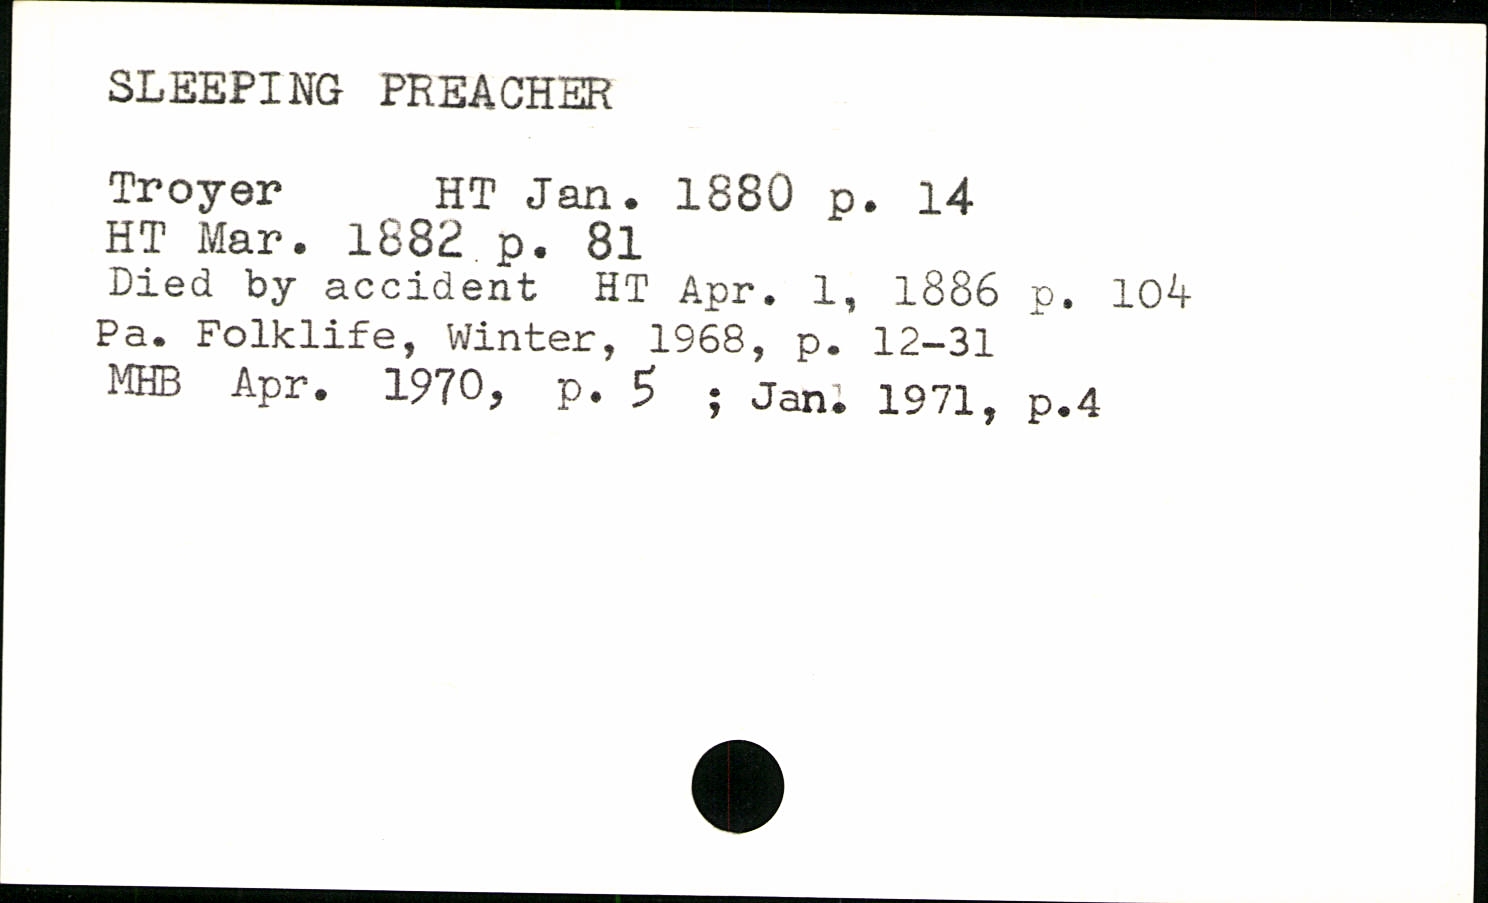 SLEEPING PREACHER
Troyer HT Jan. 1880 p. 14
HT Mar. 1882 p. 81
Died by accident HT Apr. 1, 1886 p. 104
Pa. Folklife, Winter, 1968, p. 12-31
MHB Apr. 1970, p. 5 ; Jan. 1971, p.4